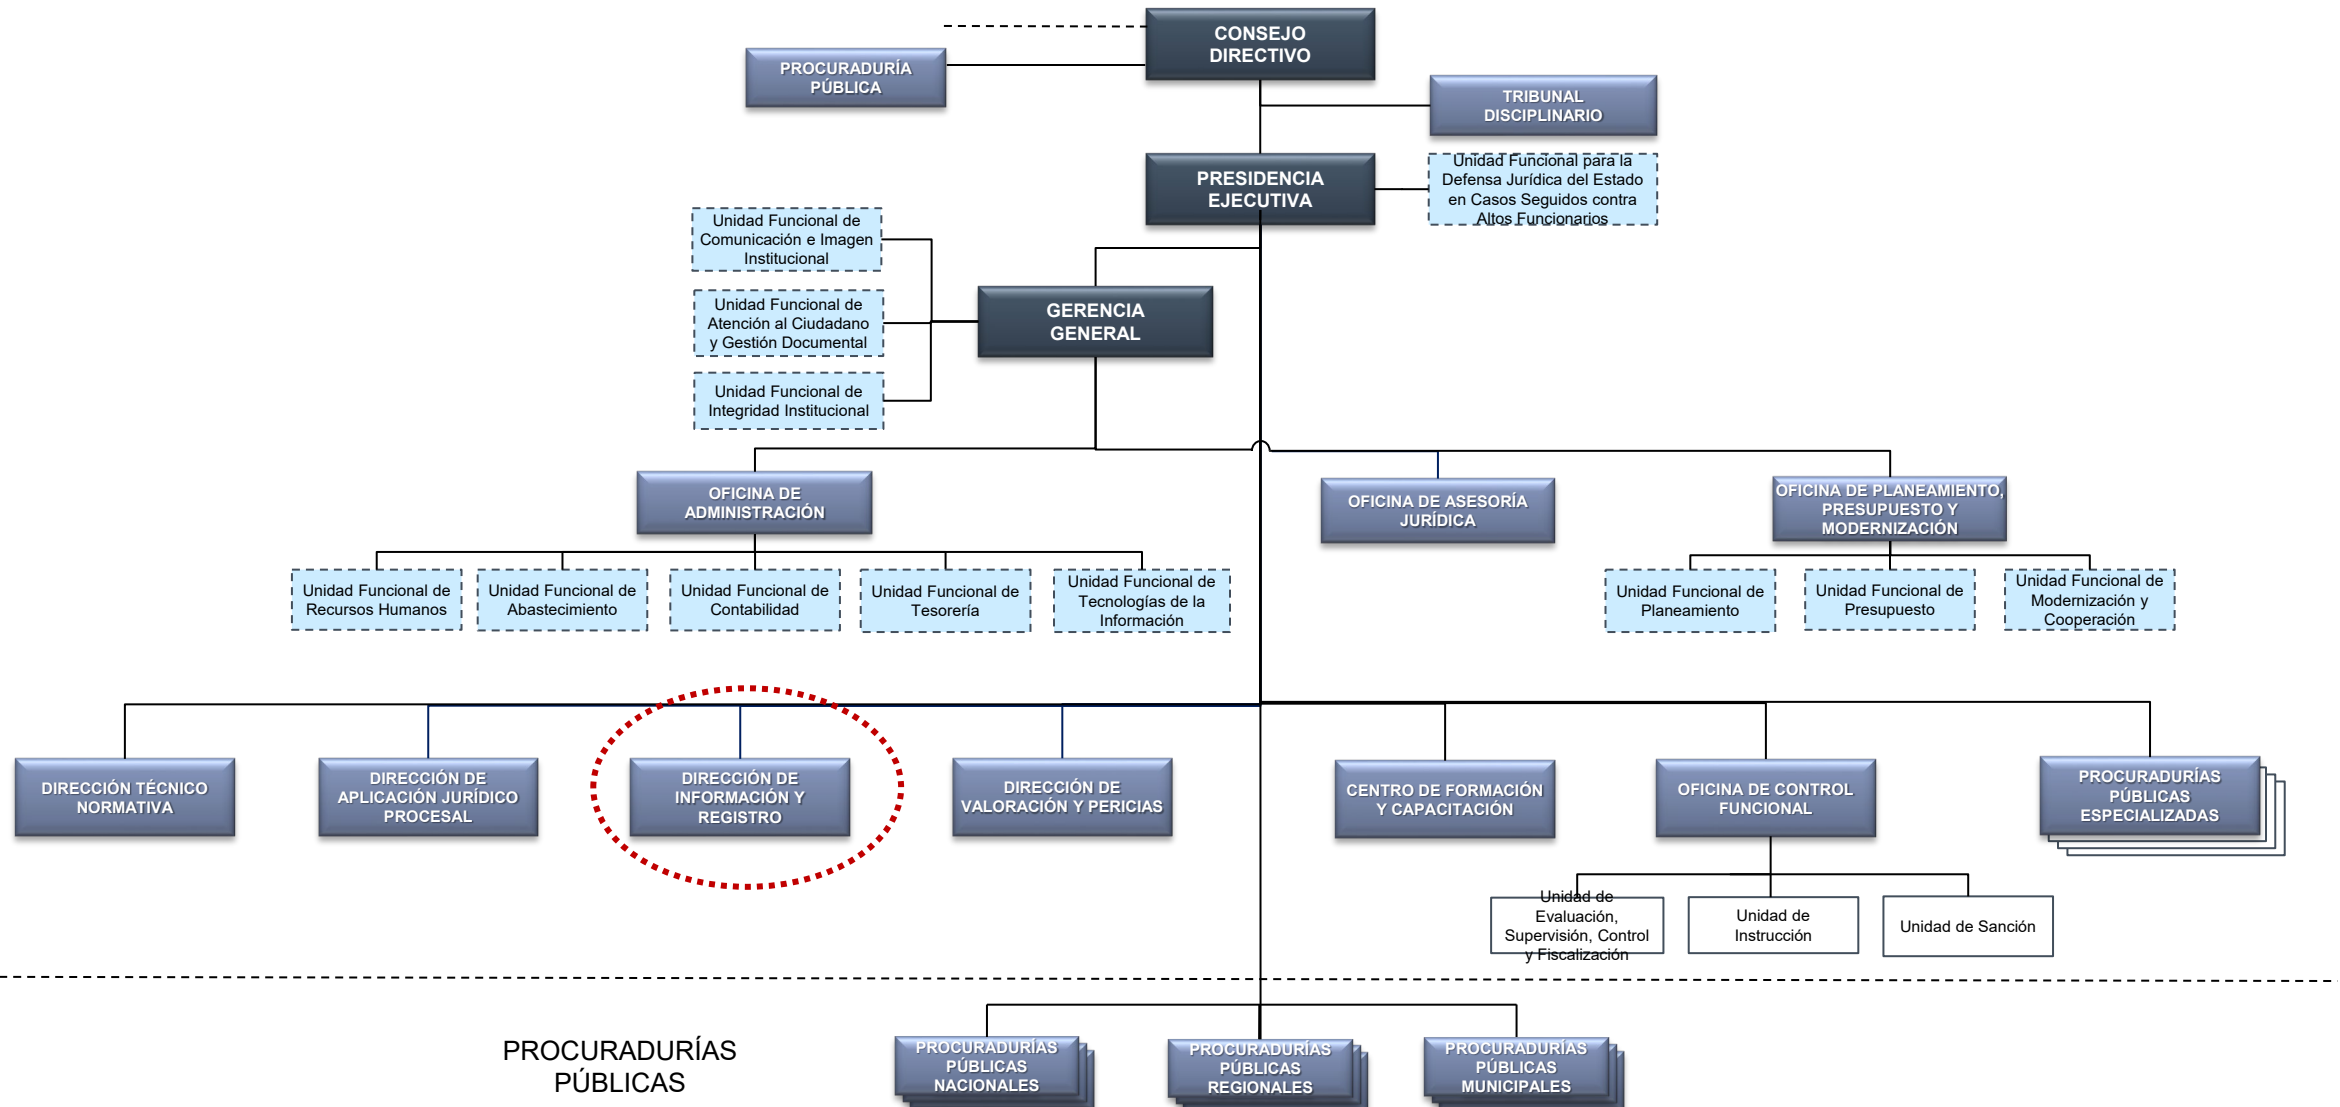 CONSEJO
DIRECTIVO
PROCURADURÍA
PÚBLICA
TRIBUNAL
DISCIPLINARIO
PRESIDENCIA
EJECUTIVA
Unidad Funcional para la
Defensa Jurídica del Estado
en Casos Seguidos contra
Altos Funcionarios
Unidad Funcional de
Comunicación e Imagen
Institucional
Unidad Funcional de
Atención al Ciudadano
y Gestión Documental
Unidad Funcional de
Integridad Institucional
GERENCIA
GENERAL
OFICINA DE
ADMINISTRACIÓN
OFICINA DE ASESORÍA
JURÍDICA
OFICINA DE PLANEAMIENTO,
PRESUPUESTO Y
MODERNIZACIÓN
Unidad Funcional de
Recursos Humanos
Unidad Funcional de
Abastecimiento
Unidad Funcional de
Contabilidad
Unidad Funcional de
Tesorería
Unidad Funcional de
Tecnologías de la
Información
Unidad Funcional de
Planeamiento
Unidad Funcional de
Presupuesto
Unidad Funcional de
Modernización y
Cooperación
DIRECCIÓN TÉCNICO
NORMATIVA
DIRECCIÓN DE
APLICACIÓN JURÍDICO
PROCESAL
DIRECCIÓN DE
INFORMACIÓN Y
REGISTRO
DIRECCIÓN DE
VALORACIÓN Y PERICIAS
CENTRO DE FORMACIÓN
Y CAPACITACIÓN
OFICINA DE CONTROL
FUNCIONAL
PROCURADURÍAS
PÚBLICAS
ESPECIALIZADAS
Unidad de
Evaluación,
Supervisión, Control
y Fiscalización
Unidad de
Instrucción
Unidad de Sanción
PROCURADURÍAS
PÚBLICAS
PROCURADURÍAS
PÚBLICAS
NACIONALES
PROCURADURÍAS
PÚBLICAS
REGIONALES
PROCURADURÍAS
PÚBLICAS
MUNICIPALES